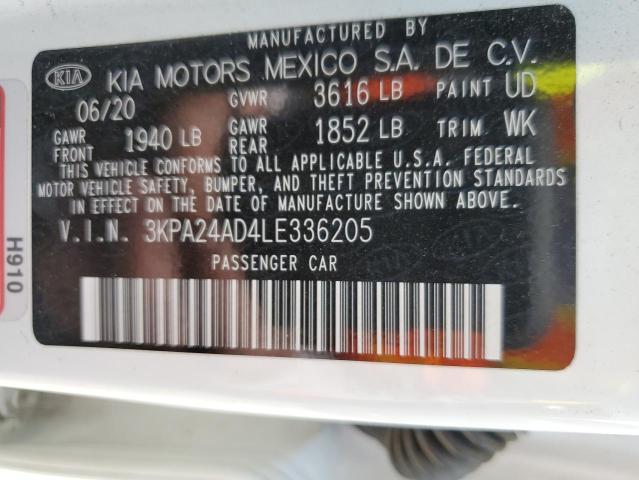 MANUFACTURED BY
KIA KIA MOTORS MEXICO S.A. DE C.V.
06/20 GVWR 3616 LB PAINT UD
GAWR FRONT 1940 LB GAWR REAR 1852 LB TRIM WK
THIS VEHICLE CONFORMS TO ALL APPLICABLE U.S.A. FEDERAL
MOTOR VEHICLE SAFETY, BUMPER, AND THEFT PREVENTION STANDARDS
IN EFFECT ON THE DATE OF MANUFACTURE SHOWN ABOVE.
V.I.N. 3KPA24AD4LE336205
PASSENGER CAR
H910